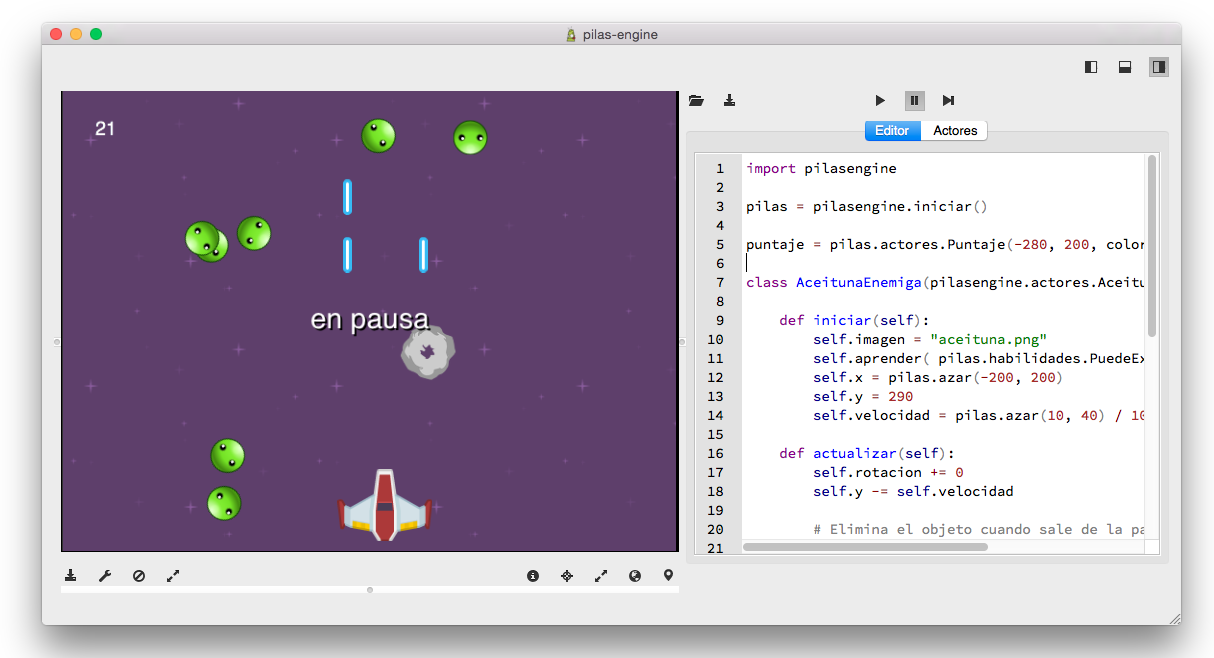 pilas-engine
21
en pausa
Editor
Actores
1 import pilasengine
2
3 pilas = pilasengine.iniciar()
4
5 puntaje = pilas.actores.Puntaje(-280, 200, color
6
7 class AceitunaEnemiga(pilasengine.actores.Aceitu
8
9 def iniciar(self):
10 self.imagen = "aceituna.png"
11 self.aprender( pilas.habilidades.PuedeEx
12 self.x = pilas.azar(-200, 200)
13 self.y = 290
14 self.velocidad = pilas.azar(10, 40) / 10
15
16 def actualizar(self):
17 self.rotacion += 0
18 self.y -= self.velocidad
19
20 # Elimina el objeto cuando sale de la pa
21